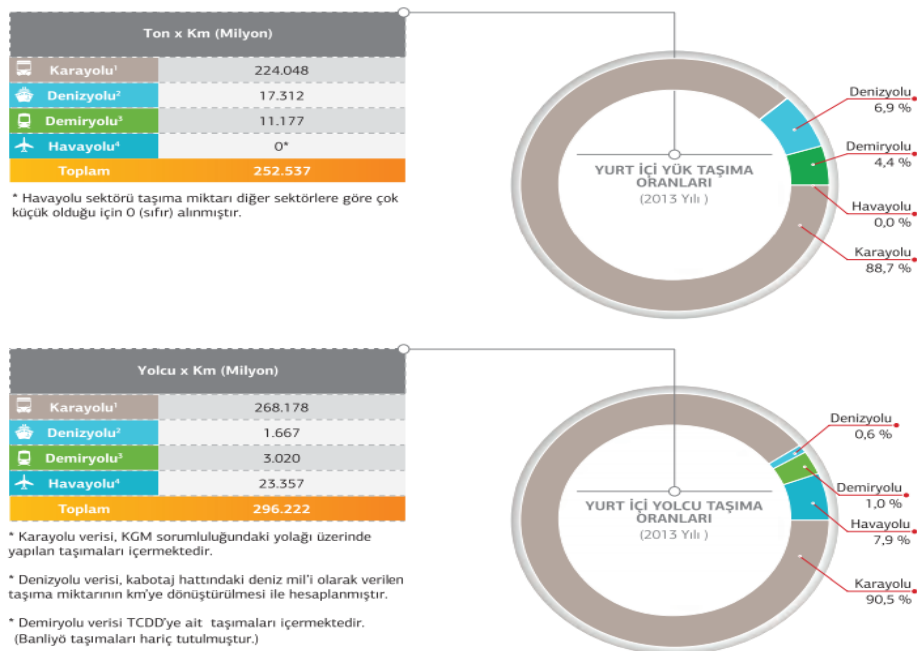 Ton x Km (Milyon)
Karayolu¹ 224.048
Denizyolu² 17.312
Demiryolu³ 11.177
Havayolu⁴ 0*
Toplam 252.537
* Havayolu sektörü taşıma miktarı diğer sektörlere göre çok
küçük olduğu için 0 (sıfır) alınmıştır.
YURT İÇİ YÜK TAŞIMA
ORANLARI
(2013 Yılı )
Denizyolu
6,9 %
Demiryolu
4,4 %
Havayolu
0,0 %
Karayolu
88,7 %
Yolcu x Km (Milyon)
Karayolu¹ 268.178
Denizyolu² 1.667
Demiryolu³ 3.020
Havayolu⁴ 23.357
Toplam 296.222
* Karayolu verisi, KGM sorumluluğundaki yolağı üzerinde
yapılan taşımaları içermektedir.
* Denizyolu verisi, kabotaj hattındaki deniz mil'i olarak verilen
taşıma miktarının km'ye dönüştürülmesi ile hesaplanmıştır.
* Demiryolu verisi TCDD'ye ait taşımaları içermektedir.
(Banliyö taşımaları hariç tutulmuştur.)
YURT İÇİ YOLCU TAŞIMA
ORANLARI
(2013 Yılı )
Denizyolu
0,6 %
Demiryolu
1,0 %
Havayolu
7,9 %
Karayolu
90,5 %